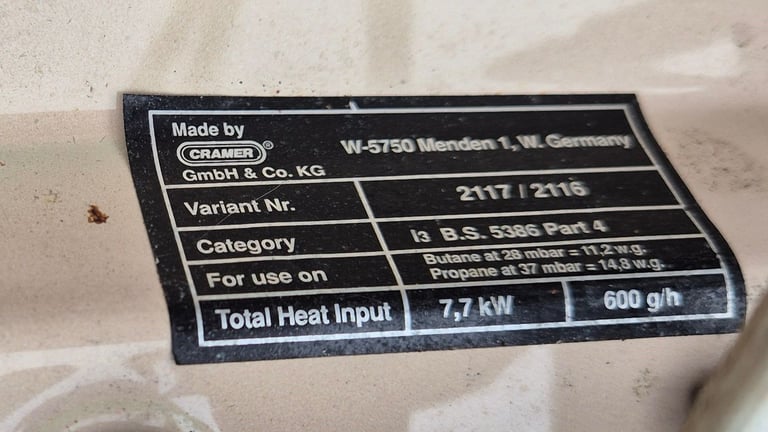 Made by
CRAMER®
GmbH & Co. KG
W-5750 Menden 1, W. Germany
Variant Nr. 2117 / 2116
Category I3 B.S. 5386 Part 4
For use on Butane at 28 mbar = 11,2 w.g.
Propane at 37 mbar = 14,8 w.g.
Total Heat Input 7,7 kW 600 g/h